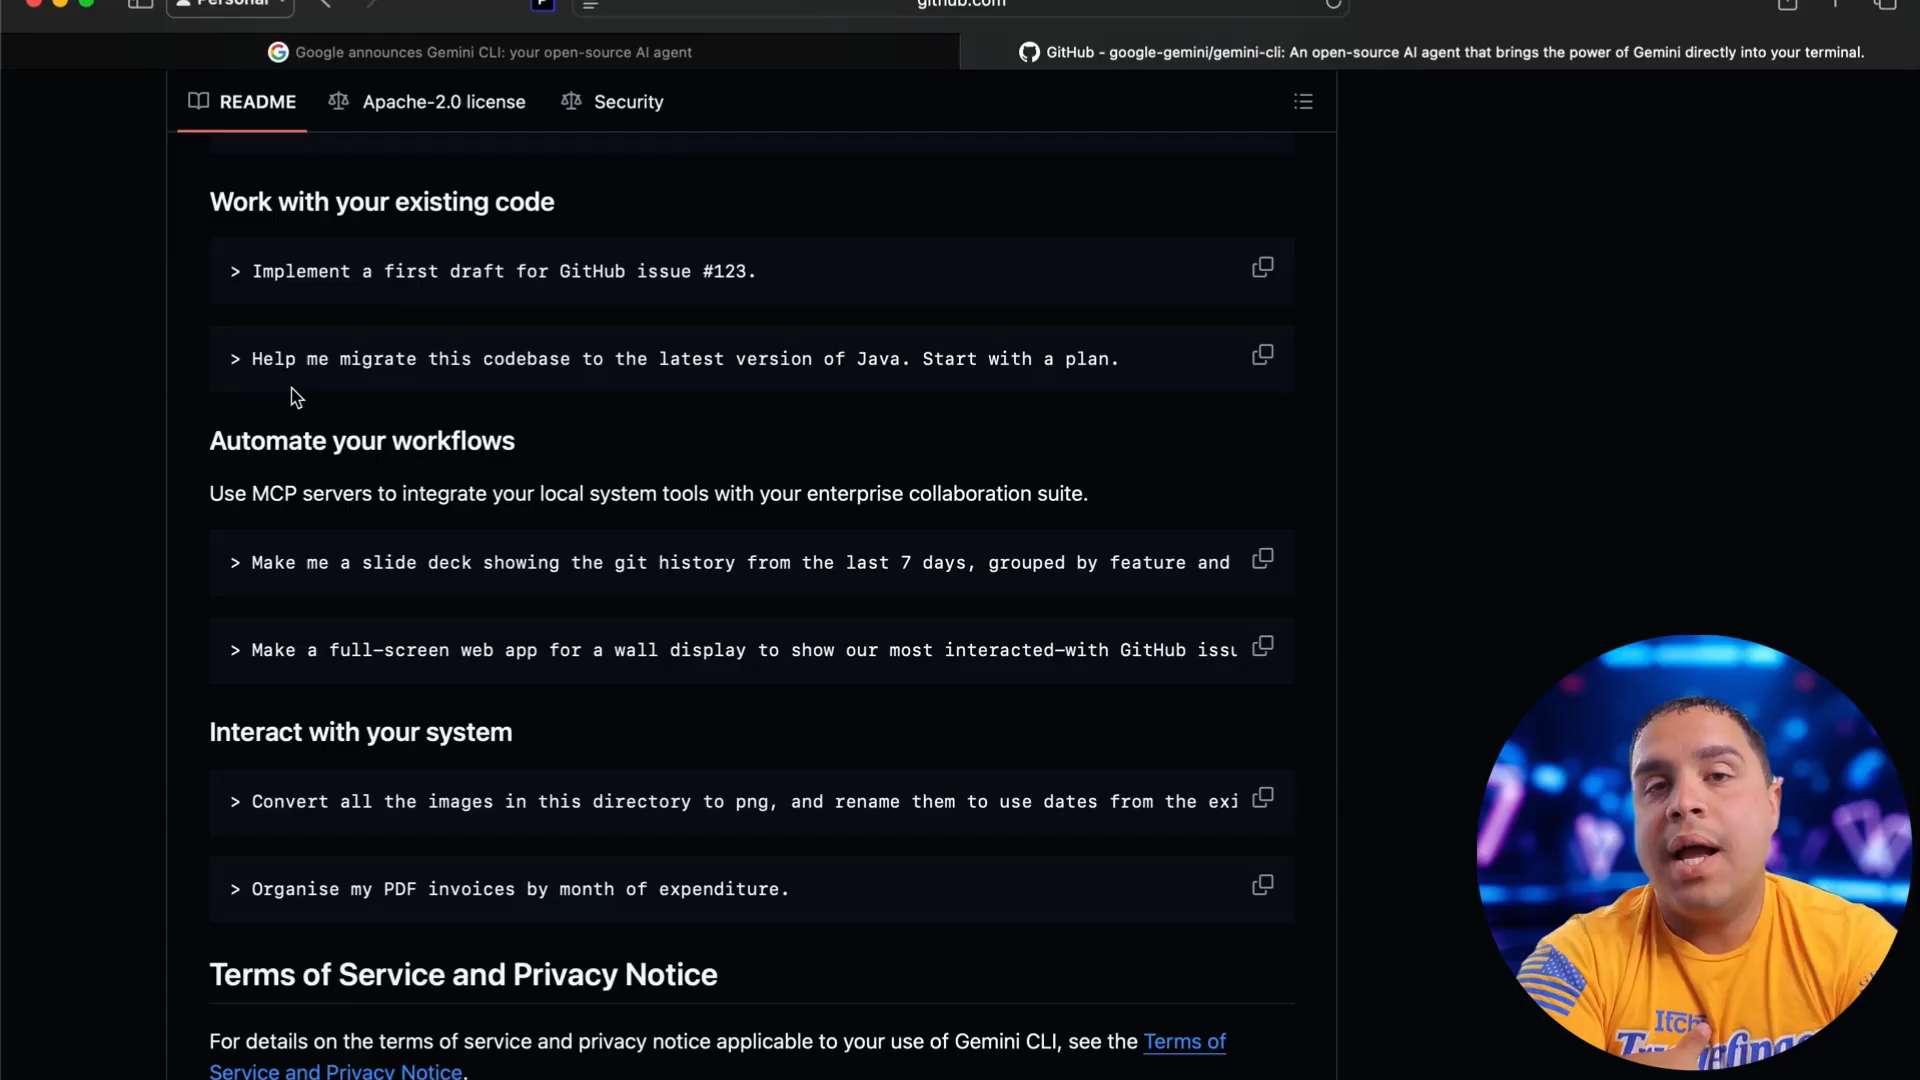 Personal
github.com
Google announces Gemini CLI: your open-source AI agent
GitHub - google-gemini/gemini-cli: An open-source AI agent that brings the power of Gemini directly into your terminal.
README
Apache-2.0 license
Security
Work with your existing code
> Implement a first draft for GitHub issue #123.
> Help me migrate this codebase to the latest version of Java. Start with a plan.
Automate your workflows
Use MCP servers to integrate your local system tools with your enterprise collaboration suite.
> Make me a slide deck showing the git history from the last 7 days, grouped by feature and
> Make a full-screen web app for a wall display to show our most interacted-with GitHub issu
Interact with your system
> Convert all the images in this directory to png, and rename them to use dates from the exi
> Organise my PDF invoices by month of expenditure.
Terms of Service and Privacy Notice
For details on the terms of service and privacy notice applicable to your use of Gemini CLI, see the Terms of
Service and Privacy Notice.